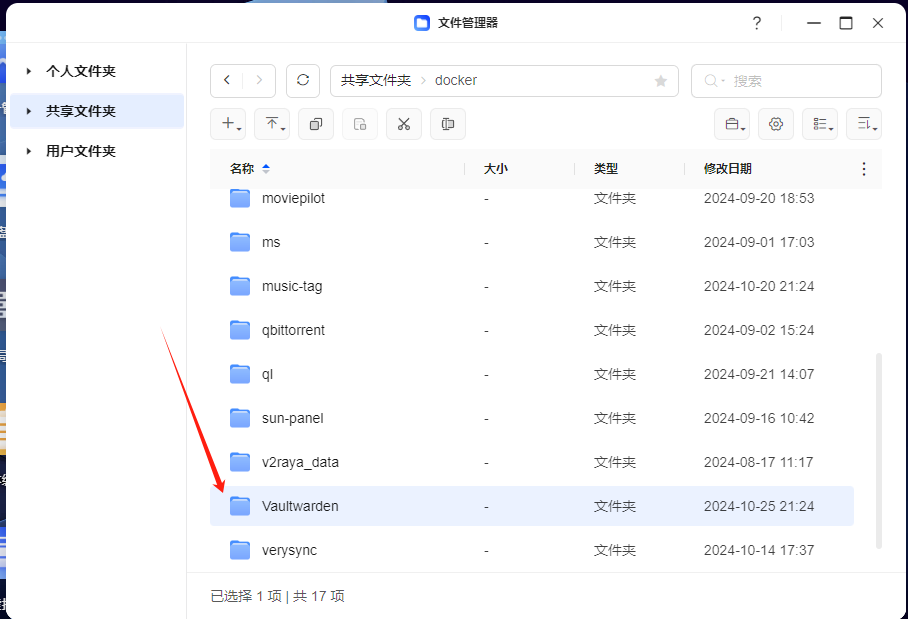 文件管理器
个人文件夹
共享文件夹
用户文件夹
共享文件夹 > docker
搜索
名称 大小 类型 修改日期
moviepilot - 文件夹 2024-09-20 18:53
ms - 文件夹 2024-09-01 17:03
music-tag - 文件夹 2024-10-20 21:24
qbittorrent - 文件夹 2024-09-02 15:24
ql - 文件夹 2024-09-21 14:07
sun-panel - 文件夹 2024-09-16 10:42
v2raya_data - 文件夹 2024-08-17 11:17
Vaultwarden - 文件夹 2024-10-25 21:24
verysync - 文件夹 2024-10-14 17:37
已选择 1 项 | 共 17 项